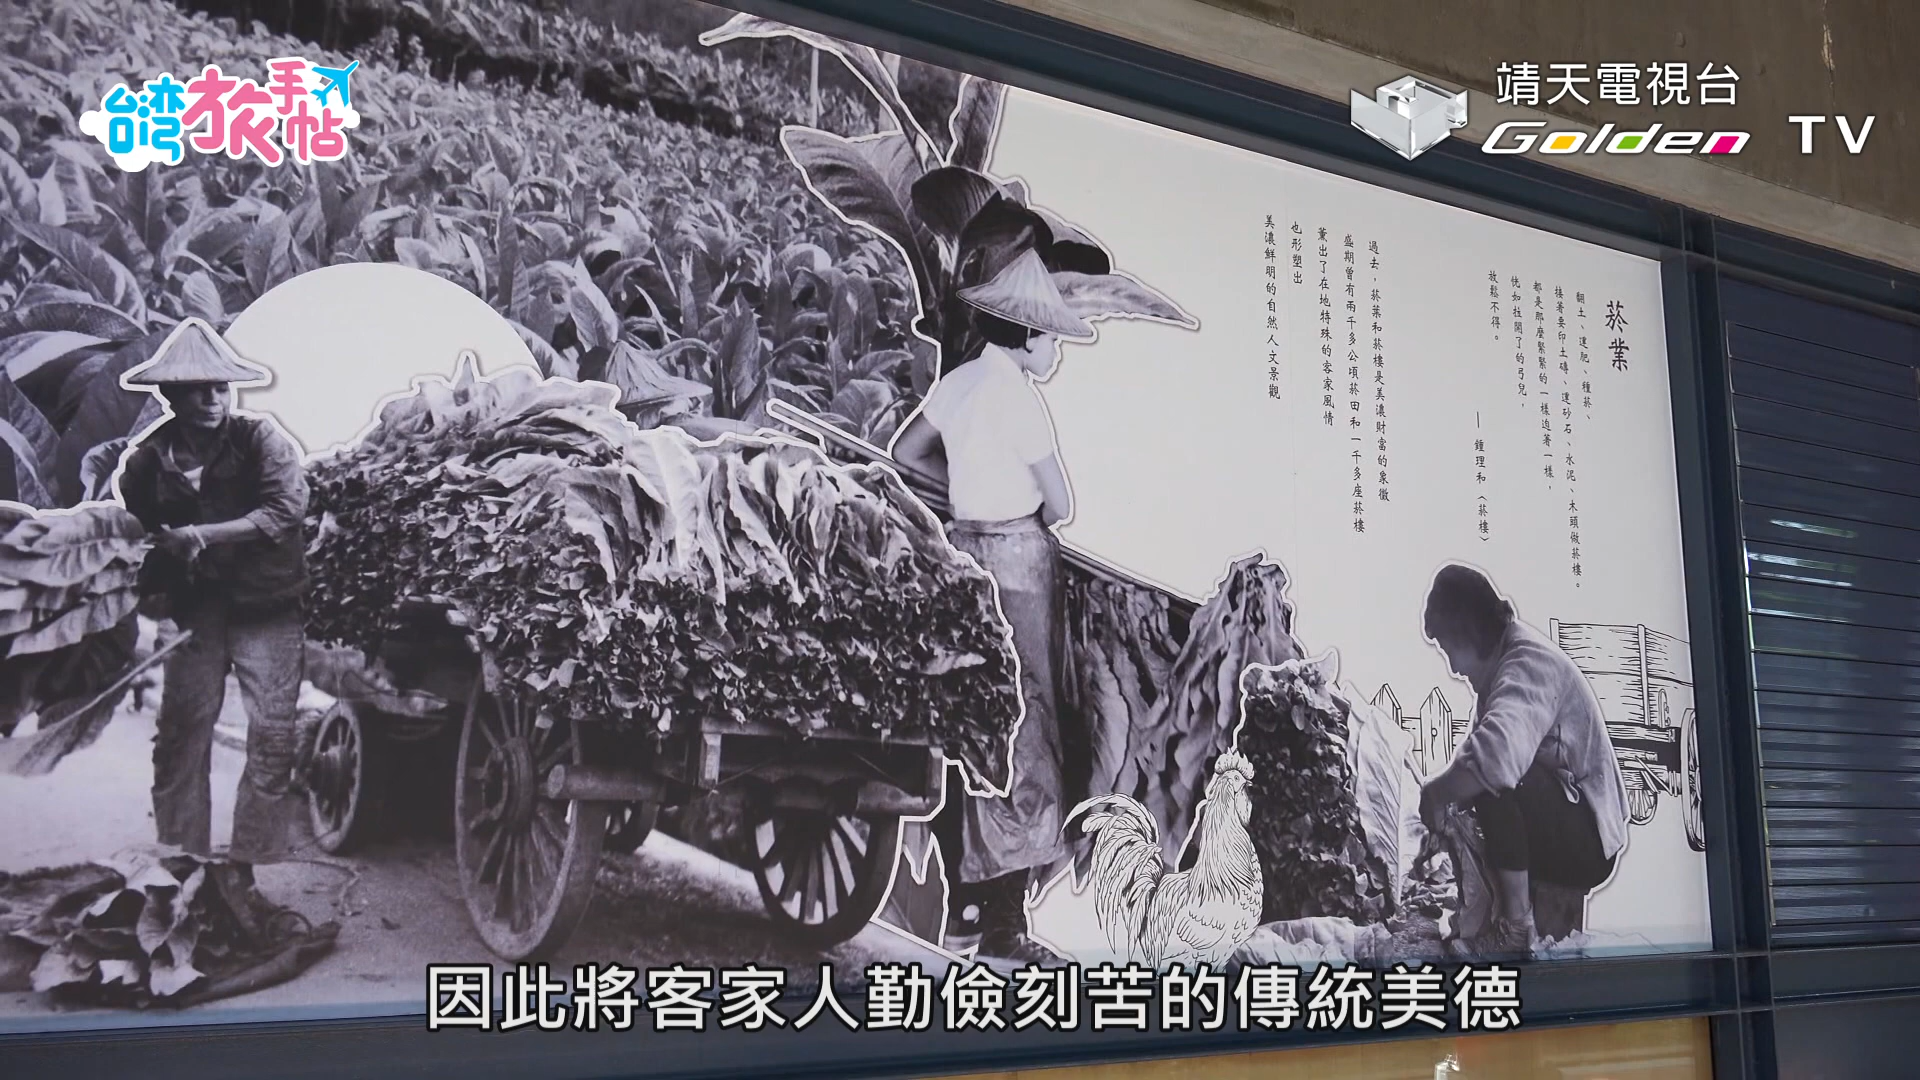 台灣旅手帖
靖天電視台
Golden TV
菸業
翻土、運肥、種菸、
接著要印土磚、運砂石、水泥、木頭做菸樓。
都是那麼緊緊的一樣迫著一樣，
恍如拉開了的弓兒，
放鬆不得。
— 鍾理和〈菸樓〉
過去，菸葉和菸樓是美濃財富的象徵
盛期曾有兩千多公頃菸田和一千多座菸樓
薰出了在地特殊的客家風情
也形塑出
美濃鮮明的自然人文景觀
因此將客家人勤儉刻苦的傳統美德